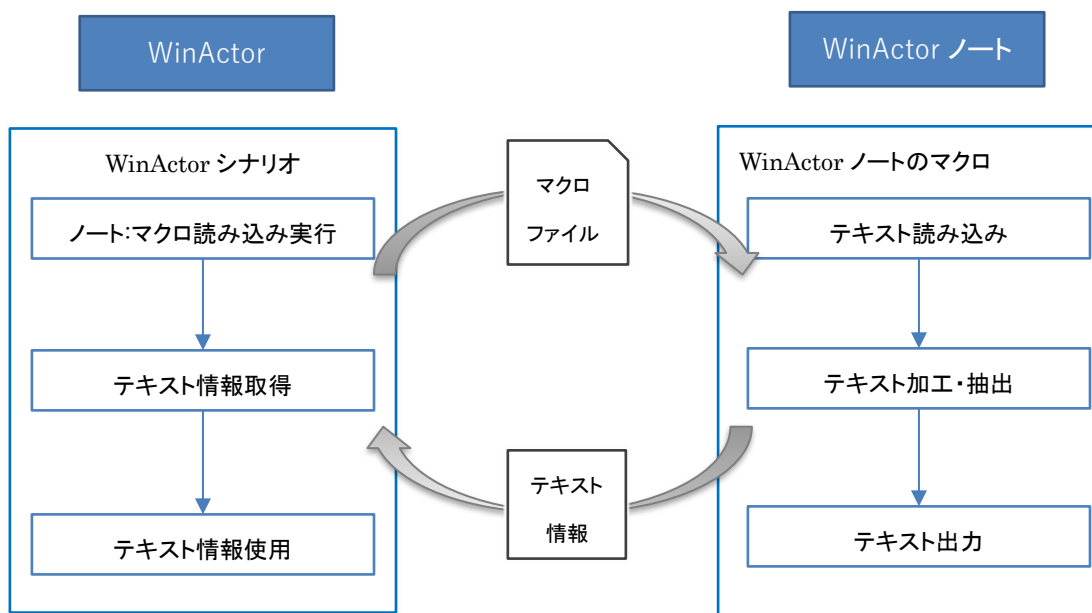 WinActor
WinActor ノート
WinActor シナリオ
ノート:マクロ読み込み実行
テキスト情報取得
テキスト情報使用
マクロ
ファイル
テキスト
情報
WinActor ノートのマクロ
テキスト読み込み
テキスト加工・抽出
テキスト出力